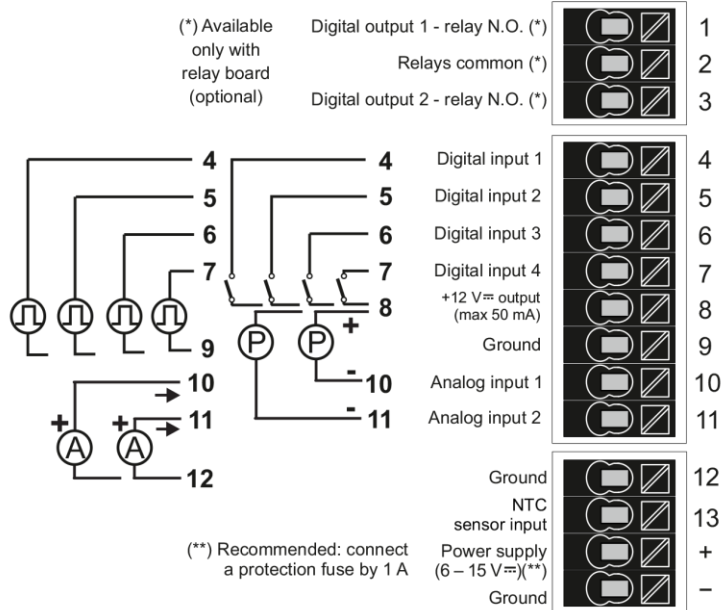 (*) Available
only with
relay board
(optional)
Digital output 1 - relay N.O. (*)
1
Relays common (*)
2
Digital output 2 - relay N.O. (*)
3
4
4
Digital input 1
4
5
5
Digital input 2
5
6
6
Digital input 3
6
7
7
Digital input 4
7
8
+12 V⎓ output
(max 50 mA)
8
P
P
+
9
Ground
9
10
-
10
Analog input 1
10
11
-
11
Analog input 2
11
+
A
+
A
12
Ground
12
NTC
sensor input
13
(**) Recommended: connect
a protection fuse by 1 A
Power supply
(6 – 15 V⎓)(**)
+
Ground
–